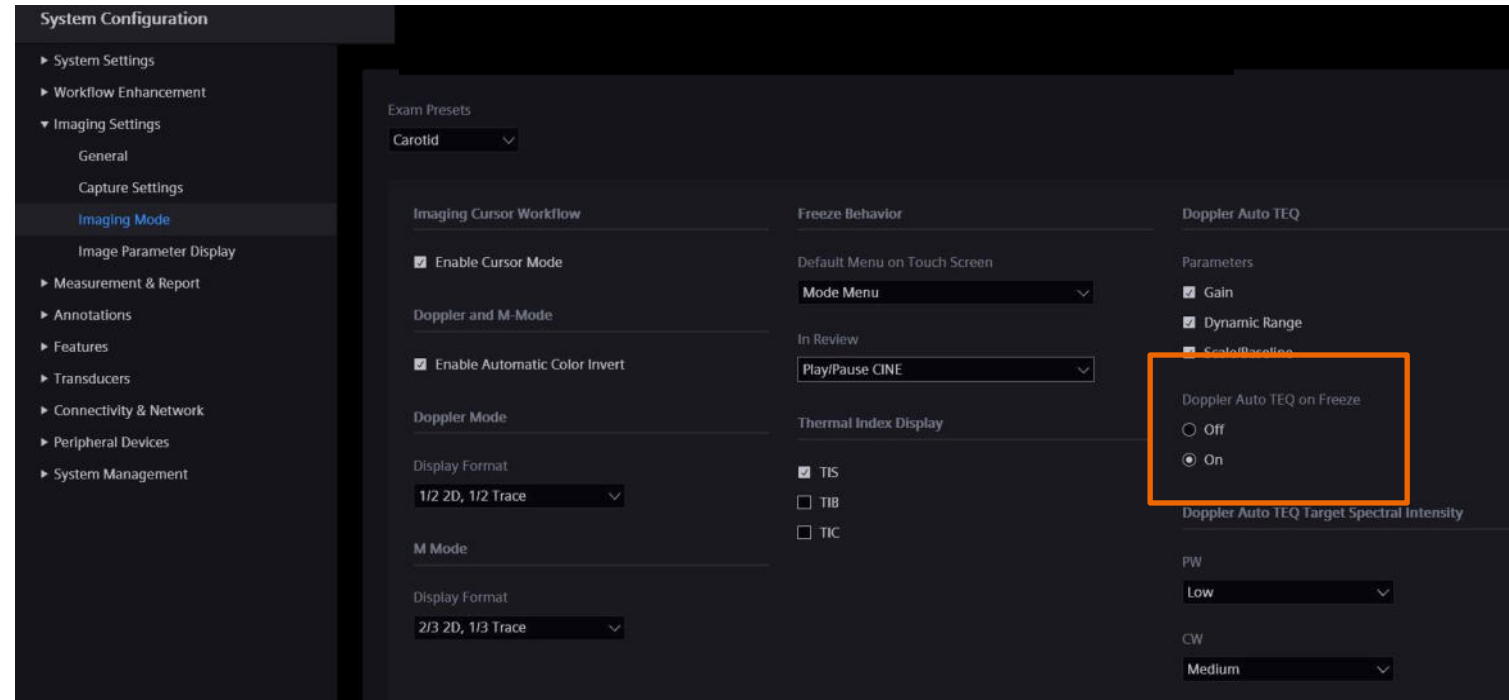 System Configuration
System Settings
Workflow Enhancement
Imaging Settings
General
Capture Settings
Imaging Mode
Image Parameter Display
Measurement & Report
Annotations
Features
Transducers
Connectivity & Network
Peripheral Devices
System Management
Exam Presets
Carotid
Imaging Cursor Workflow
Enable Cursor Mode
Doppler and M-Mode
Enable Automatic Color Invert
Doppler Mode
Display Format
1/2 2D, 1/2 Trace
M Mode
Display Format
2/3 2D, 1/3 Trace
Freeze Behavior
Default Menu on Touch Screen
Mode Menu
In Review
Play/Pause CINE
Thermal Index Display
TIS
TIB
TIC
Doppler Auto TEQ
Parameters
Gain
Dynamic Range
Scale/Baseline
Doppler Auto TEQ on Freeze
Off
On
Doppler Auto TEQ Target Spectral Intensity
PW
Low
CW
Medium